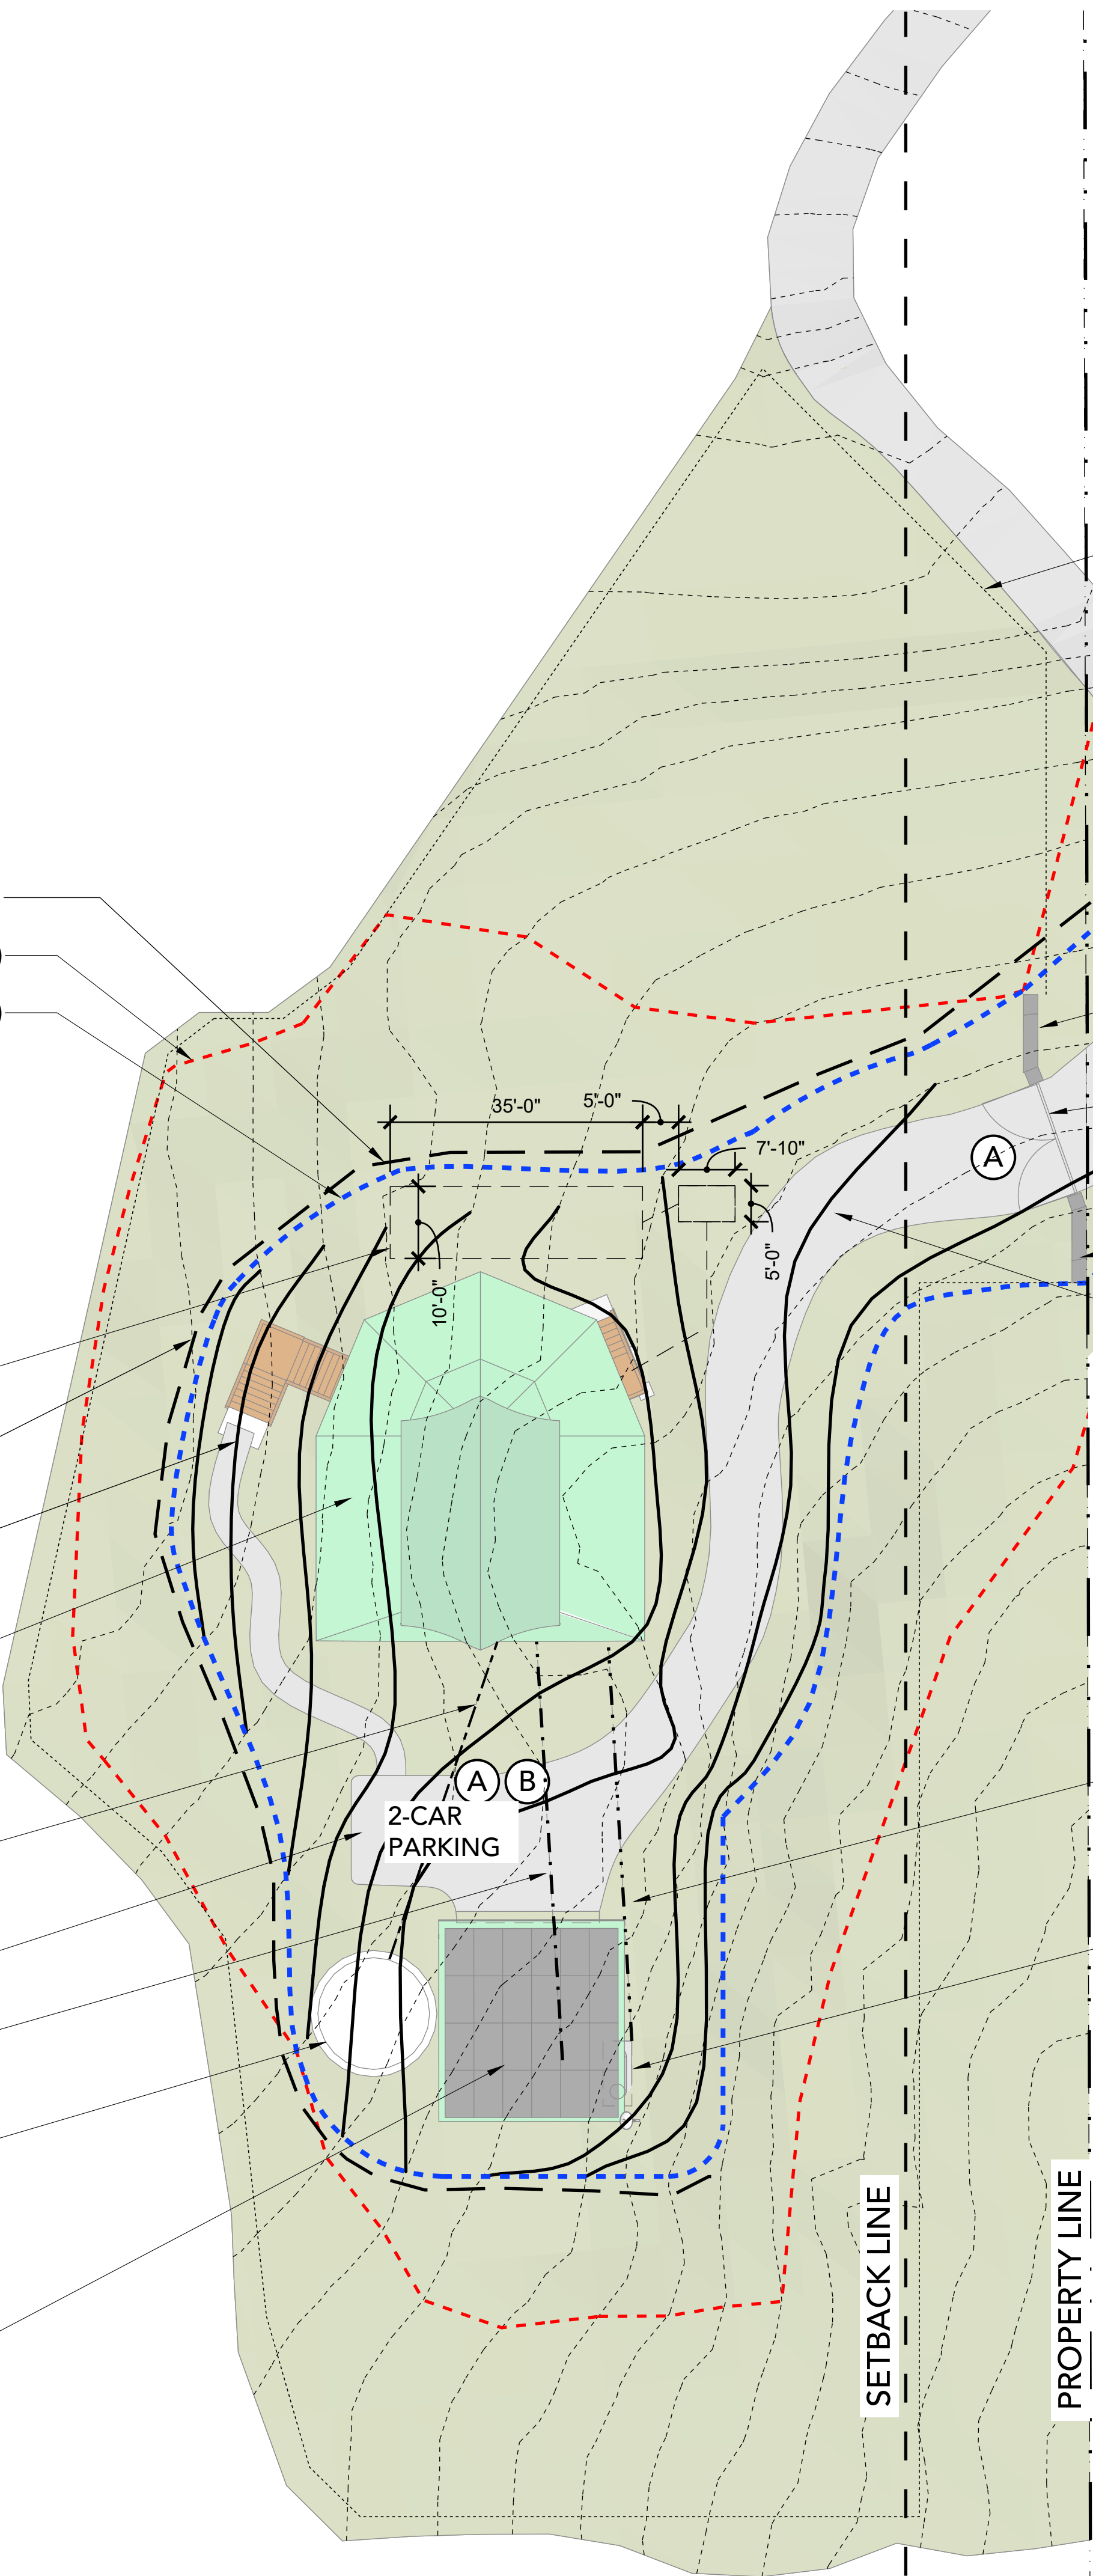 35'-0"
5'-0"
7'-10"
A
5'-0"
10'-0"
A
B
2-CAR
PARKING
SETBACK LINE
PROPERTY LINE